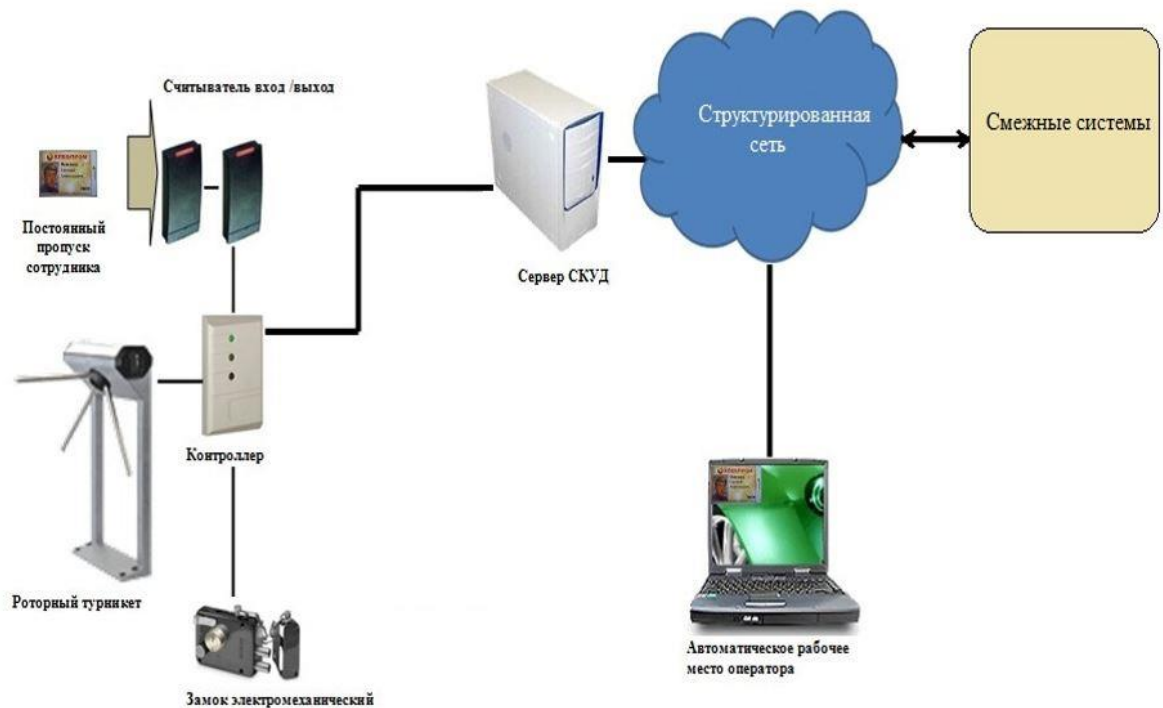 Считыватель вход /выход
Структурированная
сеть
Смежные системы
Постоянный
пропуск
сотрудника
Сервер СКУД
Контроллер
Роторный турникет
Автоматическое рабочее
место оператора
Замок электромеханический